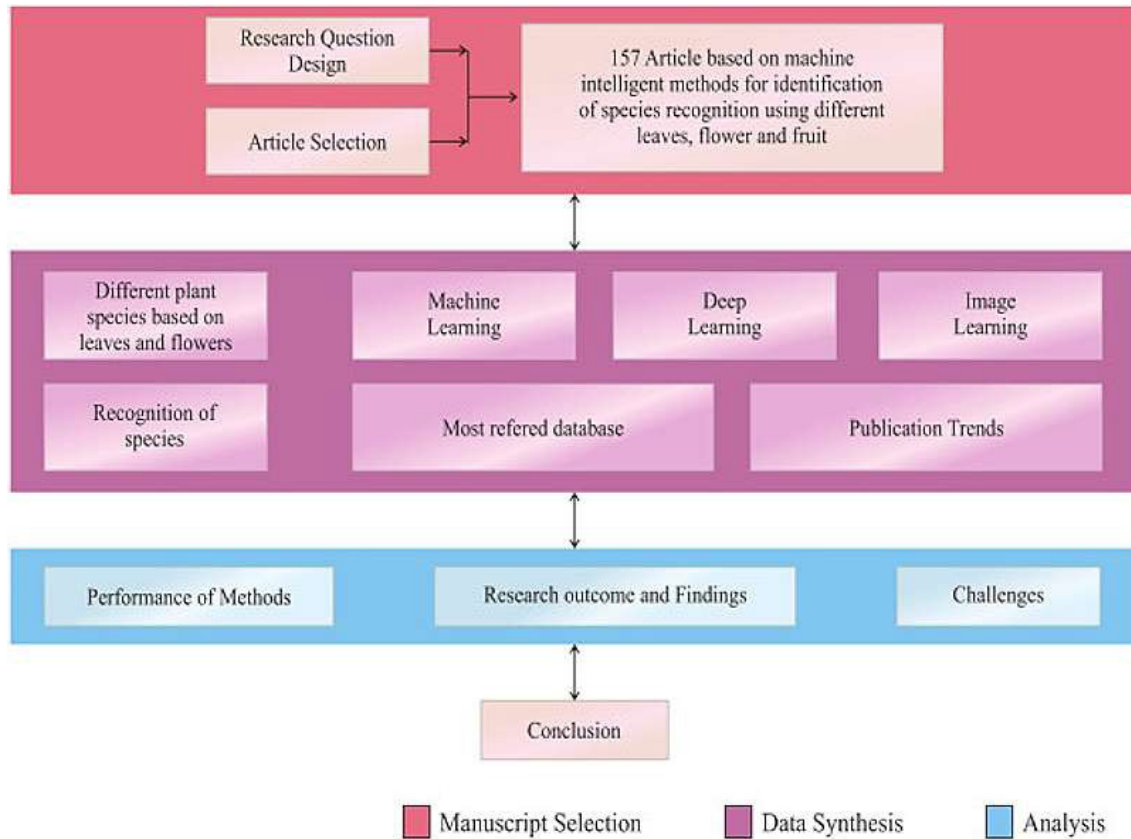 Research Question
Design
Article Selection
157 Article based on machine
intelligent methods for identification
of species recognition using different
leaves, flower and fruit
Different plant
species based on
leaves and flowers
Machine
Learning
Deep
Learning
Image
Learning
Recognition of
species
Most refered database
Publication Trends
Performance of Methods
Research outcome and Findings
Challenges
Conclusion
Manuscript Selection
Data Synthesis
Analysis